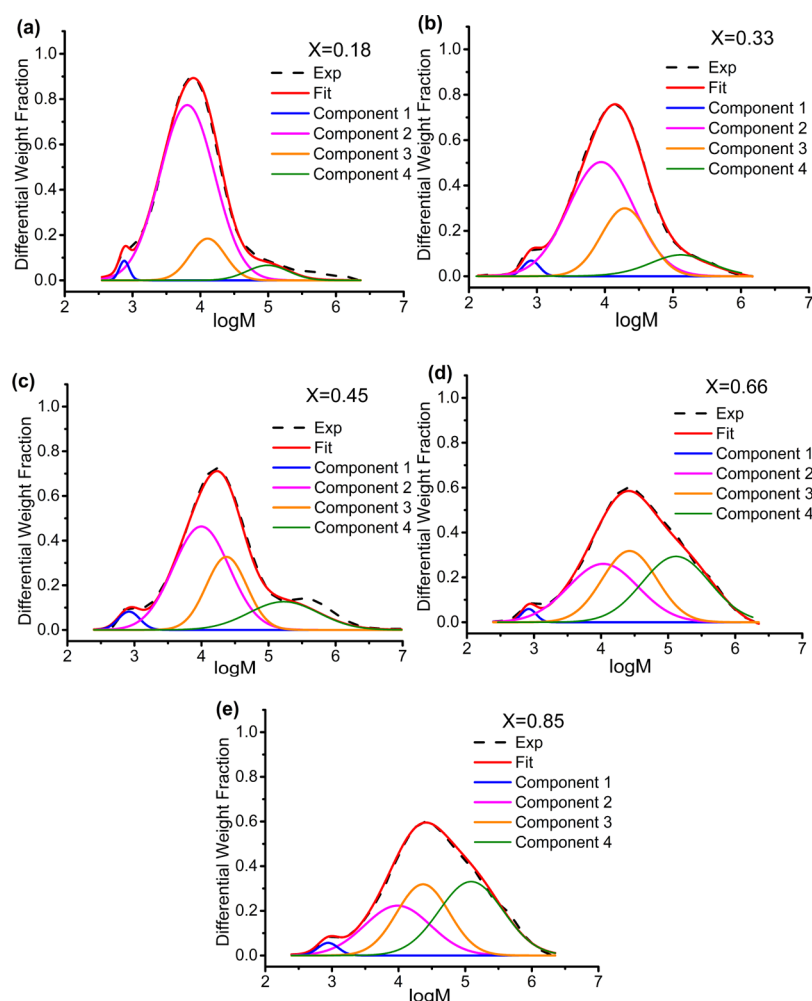 (a)
X=0.18
Exp
Fit
Component 1
Component 2
Component 3
Component 4
Differential Weight Fraction
1.0
0.8
0.6
0.4
0.2
0.0
2 3 4 5 6 7
logM
(b)
X=0.33
Exp
Fit
Component 1
Component 2
Component 3
Component 4
Differential Weight Fraction
1.0
0.8
0.6
0.4
0.2
0.0
2 3 4 5 6 7
logM
(c)
X=0.45
Exp
Fit
Component 1
Component 2
Component 3
Component 4
Differential Weight Fraction
1.0
0.8
0.6
0.4
0.2
0.0
2 3 4 5 6 7
logM
(d)
X=0.66
Exp
Fit
Component 1
Component 2
Component 3
Component 4
Differential Weight Fraction
1.0
0.8
0.6
0.4
0.2
0.0
2 3 4 5 6 7
logM
(e)
X=0.85
Exp
Fit
Component 1
Component 2
Component 3
Component 4
Differential Weight Fraction
1.0
0.8
0.6
0.4
0.2
0.0
2 3 4 5 6 7
logM